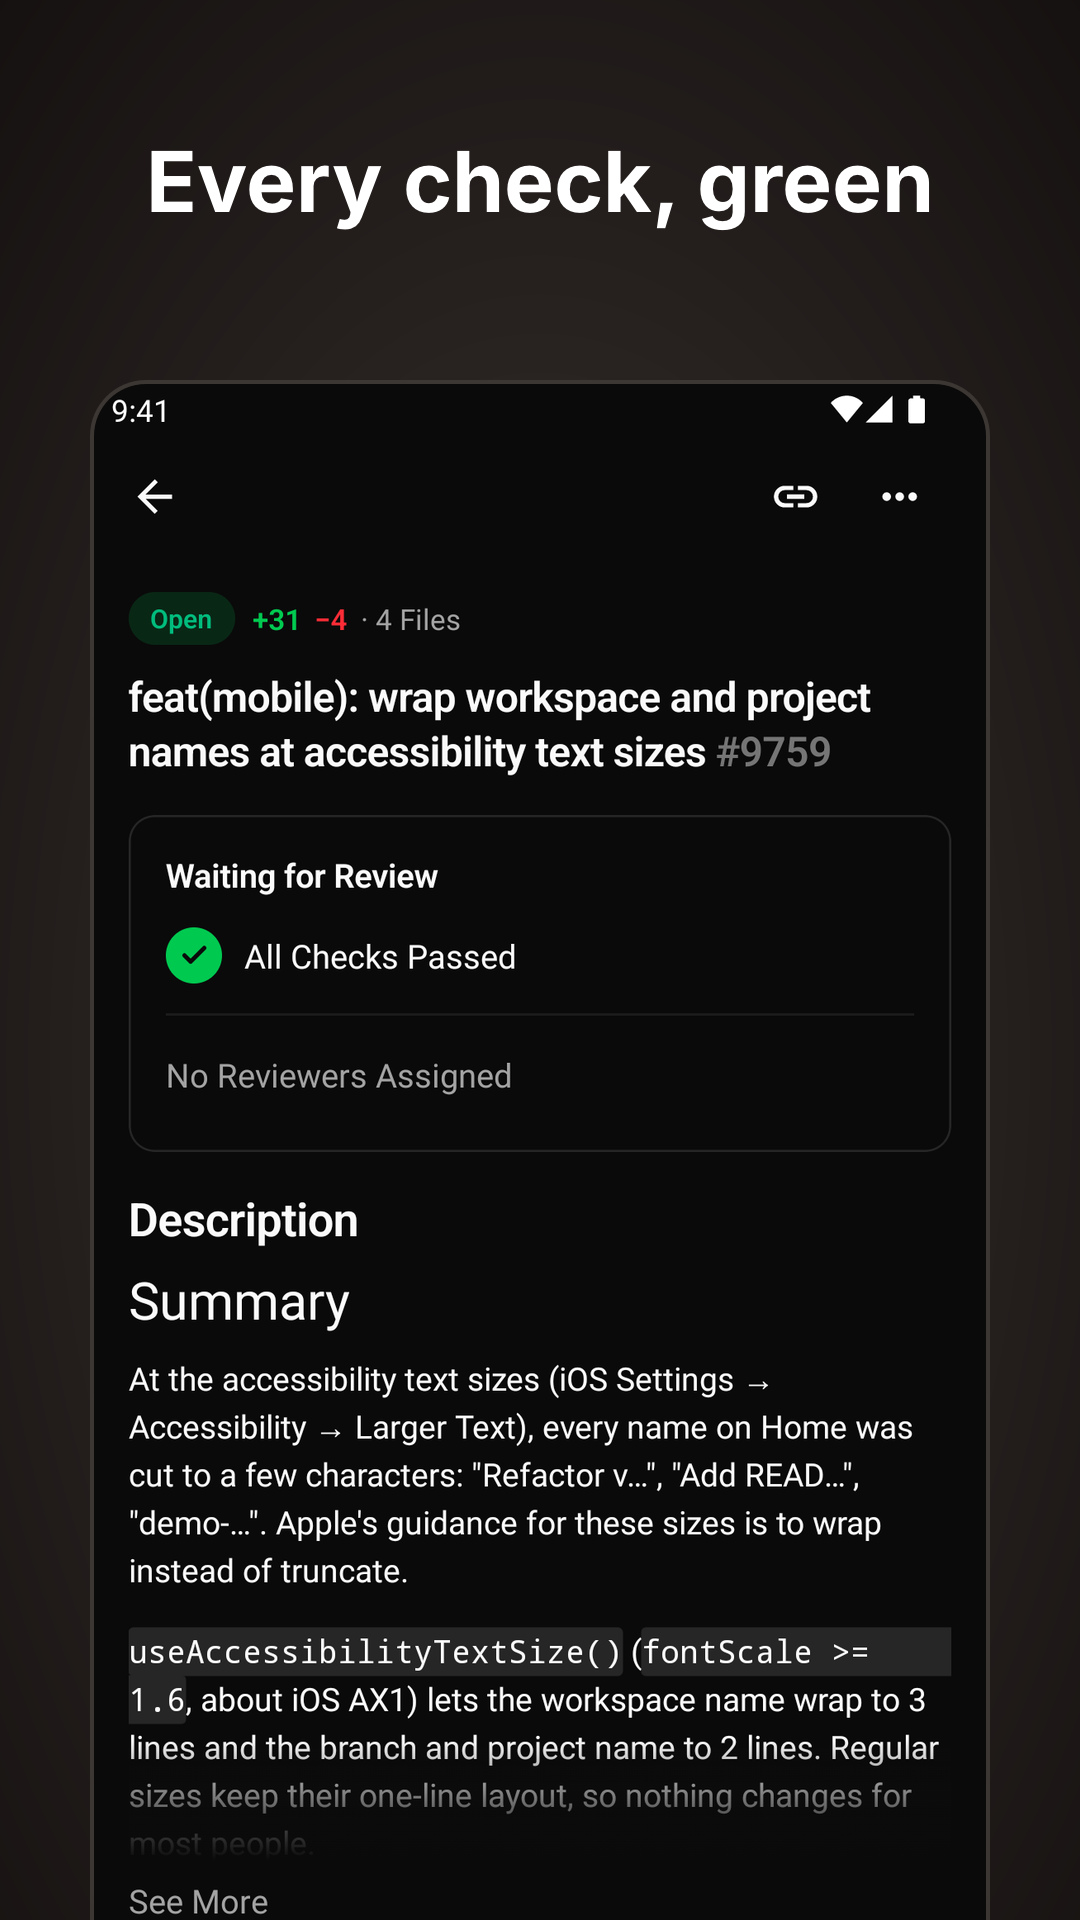 Every check, green
9:41
Open +31 −4 · 4 Files
feat(mobile): wrap workspace and project
names at accessibility text sizes #9759
Waiting for Review
All Checks Passed
No Reviewers Assigned
Description
Summary
At the accessibility text sizes (iOS Settings →
Accessibility → Larger Text), every name on Home was
cut to a few characters: "Refactor v…", "Add READ…",
"demo-…". Apple's guidance for these sizes is to wrap
instead of truncate.
useAccessibilityTextSize() (fontScale >=
1.6, about iOS AX1) lets the workspace name wrap to 3
lines and the branch and project name to 2 lines. Regular
sizes keep their one-line layout, so nothing changes for
most people.
See More